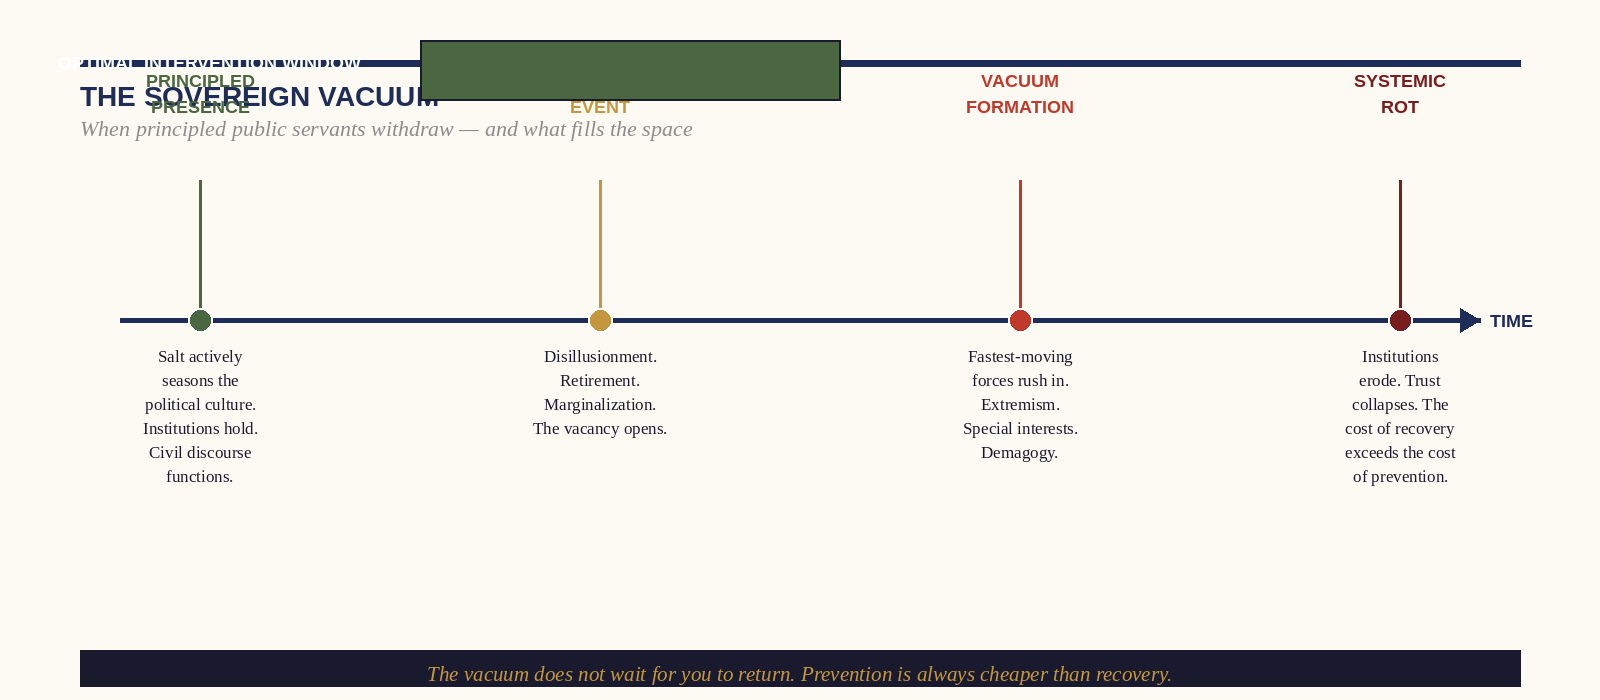 OPTIMAL INTERVENTION WINDOW
THE SOVEREIGN VACUUM
When principled public servants withdraw — and what fills the space
PRINCIPLED
PRESENCE
EVENT
VACUUM
FORMATION
SYSTEMIC
ROT
TIME
Salt actively
seasons the
political culture.
Institutions hold.
Civil discourse
functions.
Disillusionment.
Retirement.
Marginalization.
The vacancy opens.
Fastest-moving
forces rush in.
Extremism.
Special interests.
Demagogy.
Institutions
erode. Trust
collapses. The
cost of recovery
exceeds the cost
of prevention.
The vacuum does not wait for you to return. Prevention is always cheaper than recovery.